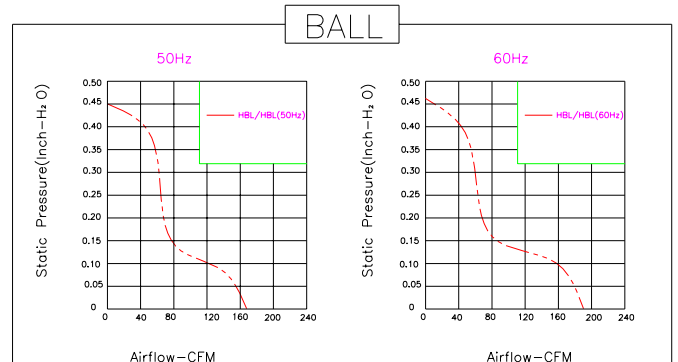 BALL
50Hz
60Hz
Static Pressure(Inch-H₂O)
0.50
0.45
0.40
0.35
0.30
0.25
0.20
0.15
0.10
0.05
0
0 40 80 120 160 200 240
HBL/HBL(50Hz)
Airflow-CFM
Static Pressure(Inch-H₂O)
0.50
0.45
0.40
0.35
0.30
0.25
0.20
0.15
0.10
0.05
0
0 40 80 120 160 200 240
HBL/HBL(60Hz)
Airflow-CFM